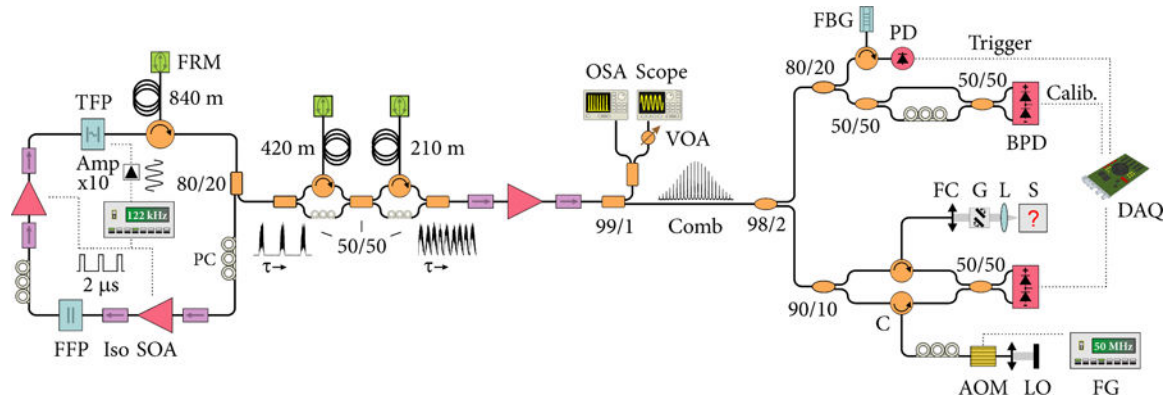 FRM
840 m
TFP
Amp
x10
122 kHz
80/20
PC
2 μs
FFP
Iso
SOA
420 m
210 m
50/50
τ→
τ→
OSA
Scope
VOA
99/1
Comb
98/2
FBG
PD
Trigger
80/20
50/50
50/50
Calib.
BPD
DAQ
FC
G
L
S
?
50/50
90/10
C
AOM
LO
50 MHz
FG